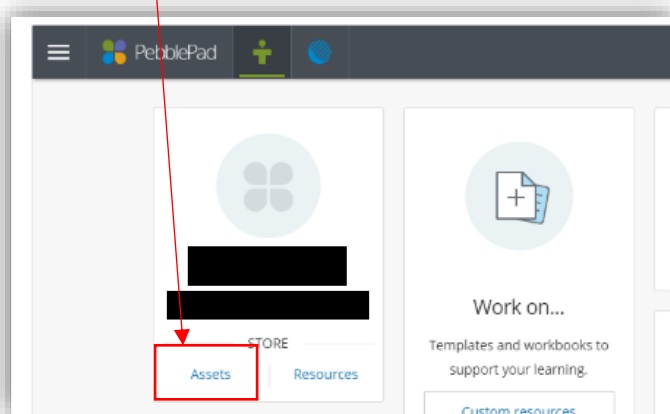 PebblePad
STORE
Assets
Resources
Work on...
Templates and workbooks to
support your learning.
Custom resources